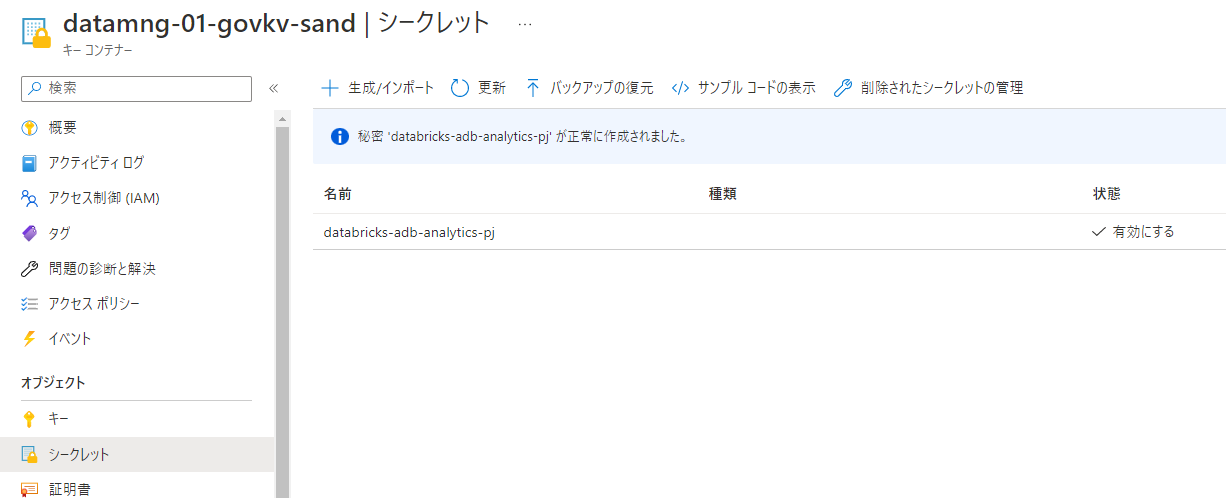 datamng-01-govkv-sand | シークレット ...
キー コンテナー
検索 «
生成/インポート 更新 バックアップの復元 サンプル コードの表示 削除されたシークレットの管理
概要
アクティビティ ログ
アクセス制御 (IAM)
タグ
問題の診断と解決
アクセス ポリシー
イベント
オブジェクト
キー
シークレット
証明書
秘密 'databricks-adb-analytics-pj' が正常に作成されました。
名前 種類 状態
databricks-adb-analytics-pj ✓ 有効にする